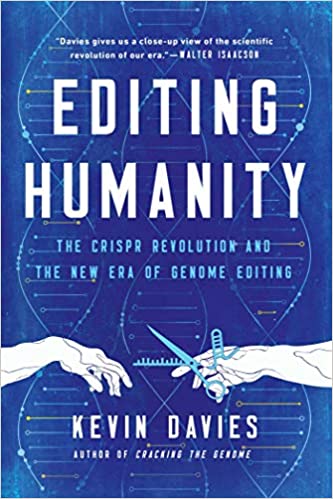 "Davies gives us a close-up view of the scientific
revolution of our era."—WALTER ISAACSON
EDITING
HUMANITY
THE CRISPR REVOLUTION AND
THE NEW ERA OF GENOME EDITING
KEVIN DAVIES
AUTHOR OF CRACKING THE GENOME